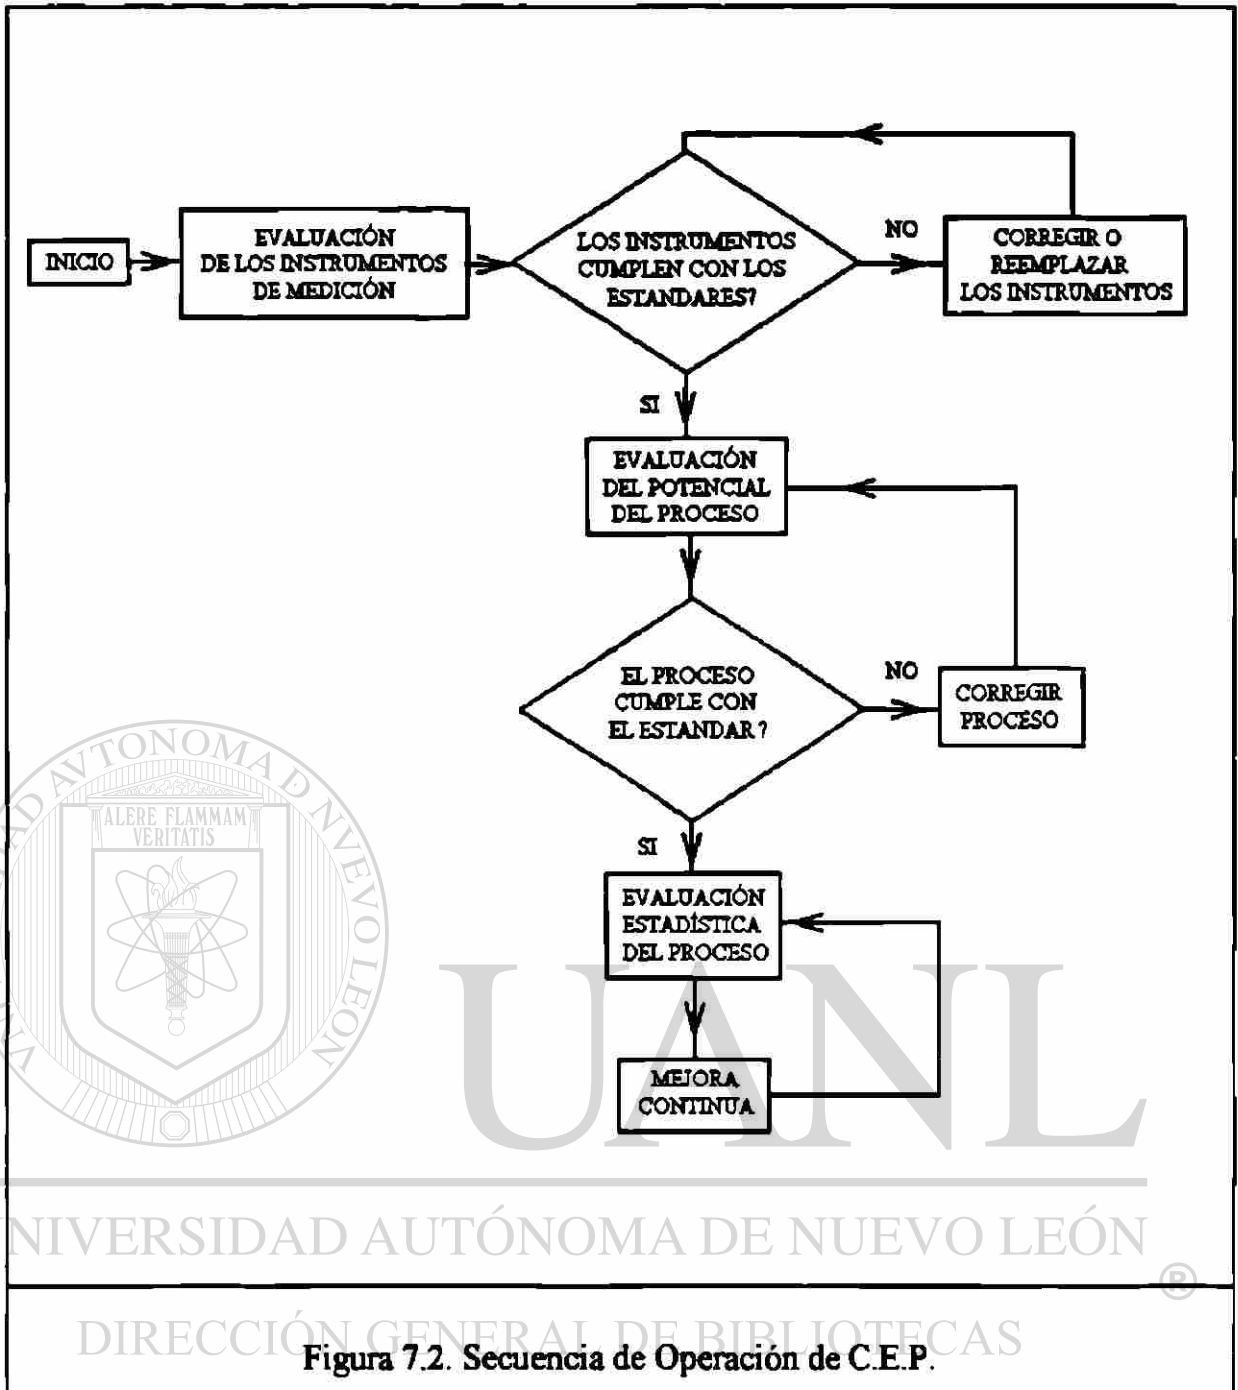 INICIO
EVALUACIÓN
DE LOS INSTRUMENTOS
DE MEDICIÓN
LOS INSTRUMENTOS
CUMPLEN CON LOS
ESTANDARES?
NO
CORREGIR O
REEMPLAZAR
LOS INSTRUMENTOS
SI
EVALUACIÓN
DEL POTENCIAL
DEL PROCESO
EL PROCESO
CUMPLE CON
EL ESTANDAR?
NO
CORREGIR
PROCESO
SI
EVALUACIÓN
ESTADÍSTICA
DEL PROCESO
MEJORA
CONTINUA
ALERE FLAMMAM
VERITATIS
UANL
UNIVERSIDAD AUTÓNOMA DE NUEVO LEÓN
®
DIRECCIÓN GENERAL DE BIBLIOTECAS
Figura 7.2. Secuencia de Operación de C.E.P.